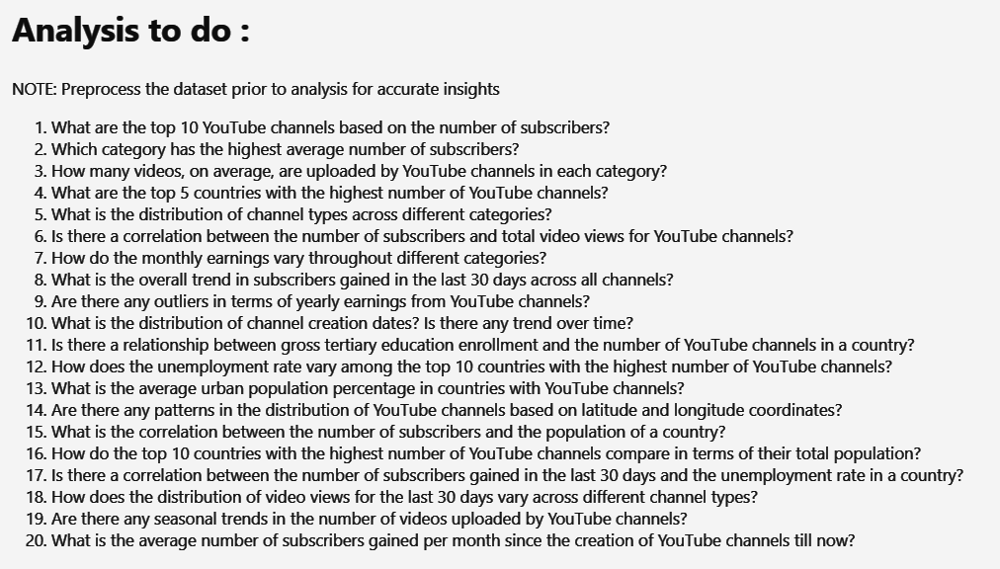 Analysis to do :
NOTE: Preprocess the dataset prior to analysis for accurate insights
1. What are the top 10 YouTube channels based on the number of subscribers?
2. Which category has the highest average number of subscribers?
3. How many videos, on average, are uploaded by YouTube channels in each category?
4. What are the top 5 countries with the highest number of YouTube channels?
5. What is the distribution of channel types across different categories?
6. Is there a correlation between the number of subscribers and total video views for YouTube channels?
7. How do the monthly earnings vary throughout different categories?
8. What is the overall trend in subscribers gained in the last 30 days across all channels?
9. Are there any outliers in terms of yearly earnings from YouTube channels?
10. What is the distribution of channel creation dates? Is there any trend over time?
11. Is there a relationship between gross tertiary education enrollment and the number of YouTube channels in a country?
12. How does the unemployment rate vary among the top 10 countries with the highest number of YouTube channels?
13. What is the average urban population percentage in countries with YouTube channels?
14. Are there any patterns in the distribution of YouTube channels based on latitude and longitude coordinates?
15. What is the correlation between the number of subscribers and the population of a country?
16. How do the top 10 countries with the highest number of YouTube channels compare in terms of their total population?
17. Is there a correlation between the number of subscribers gained in the last 30 days and the unemployment rate in a country?
18. How does the distribution of video views for the last 30 days vary across different channel types?
19. Are there any seasonal trends in the number of videos uploaded by YouTube channels?
20. What is the average number of subscribers gained per month since the creation of YouTube channels till now?